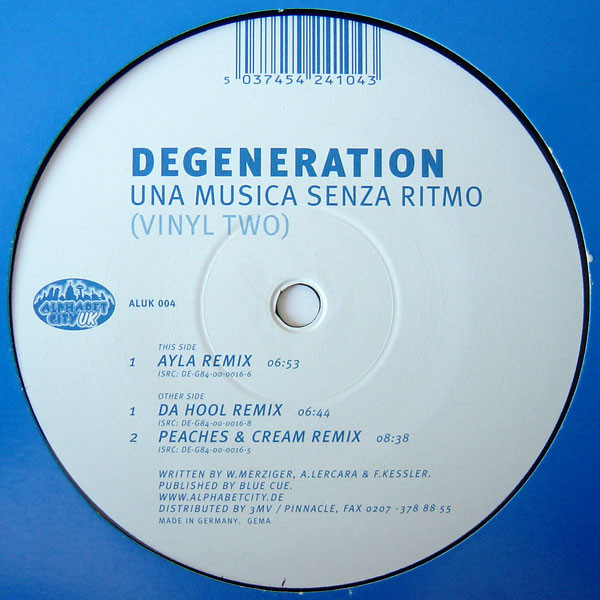 5 037454 241043
DEGENERATION
UNA MUSICA SENZA RITMO
(VINYL TWO)
ALPHABET
CITY UK
ALUK 004
THIS SIDE
1 AYLA REMIX 06:53
ISRC: DE-G84-00-0016-6
OTHER SIDE
1 DA HOOL REMIX 06:44
ISRC: DE-G84-00-0016-8
2 PEACHES & CREAM REMIX 08:38
ISRC: DE-G84-00-0016-5
WRITTEN BY W.MERZIGER, A.LERCARA & F.KESSLER.
PUBLISHED BY BLUE CUE.
WWW.ALPHABETCITY.DE
DISTRIBUTED BY 3MV / PINNACLE, FAX 0207 -378 88 55
MADE IN GERMANY. GEMA